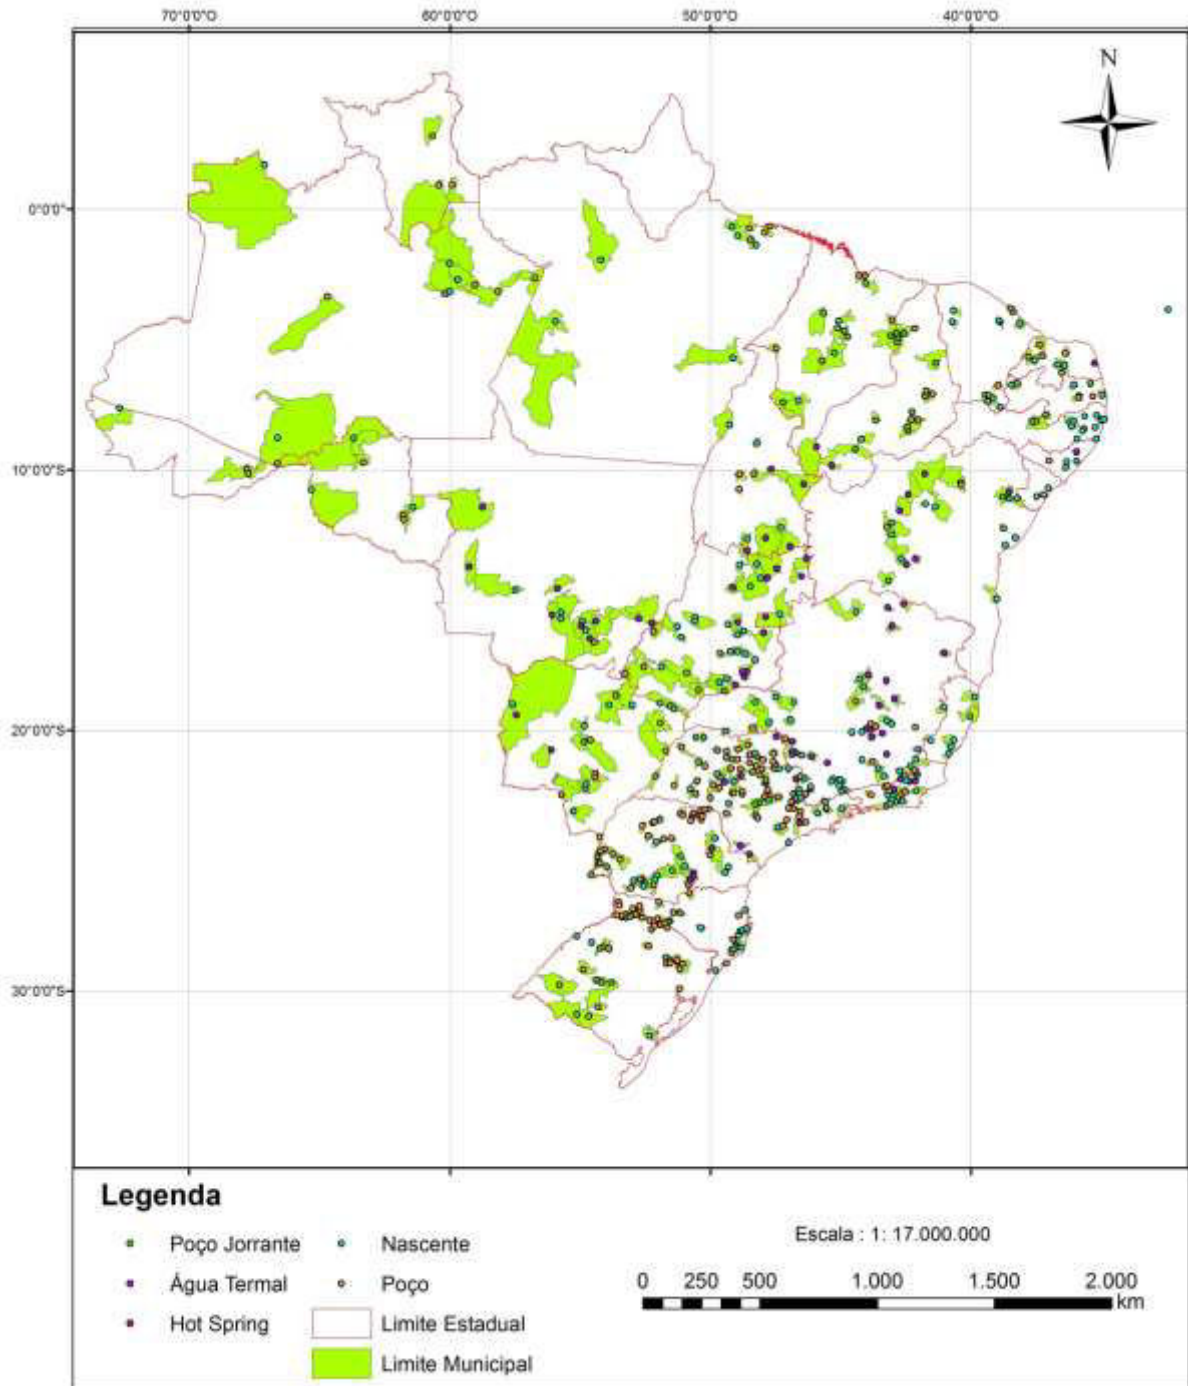 70°0'0"O 60°0'0"O 50°0'0"O 40°0'0"O
N
0°0'0"
10°0'0"S
20°0'0"S
30°0'0"S
Legenda
Poço Jorrante
Nascente
Água Termal
Poço
Hot Spring
Limite Estadual
Limite Municipal
Escala : 1: 17.000.000
0 250 500 1.000 1.500 2.000
km